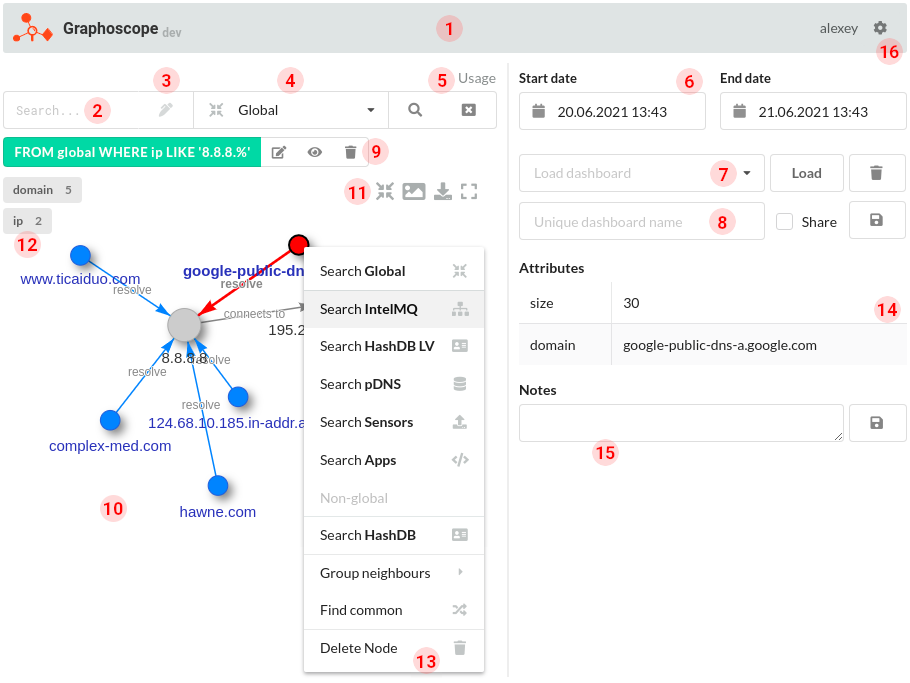 Graphoscope dev
1
alexey
16
3
4
5
Usage
Search...
2
Global
FROM global WHERE ip LIKE '8.8.8.%'
9
domain 5
11
ip 2
12
www.ticaiduo.com
resolve
google-public-dn
resolve
connects-to
195.2
8.8.8.8
resolve
resolve
resolve
124.68.10.185.in-addr.a
complex-med.com
10
hawne.com
Search Global
Search IntelMQ
Search HashDB LV
Search pDNS
Search Sensors
Search Apps
Non-global
Search HashDB
Group neighbours
Find common
Delete Node
13
Start date
6
End date
20.06.2021 13:43
21.06.2021 13:43
Load dashboard
7
Load
Unique dashboard name
8
Share
Attributes
size 30
14
domain google-public-dns-a.google.com
Notes
15